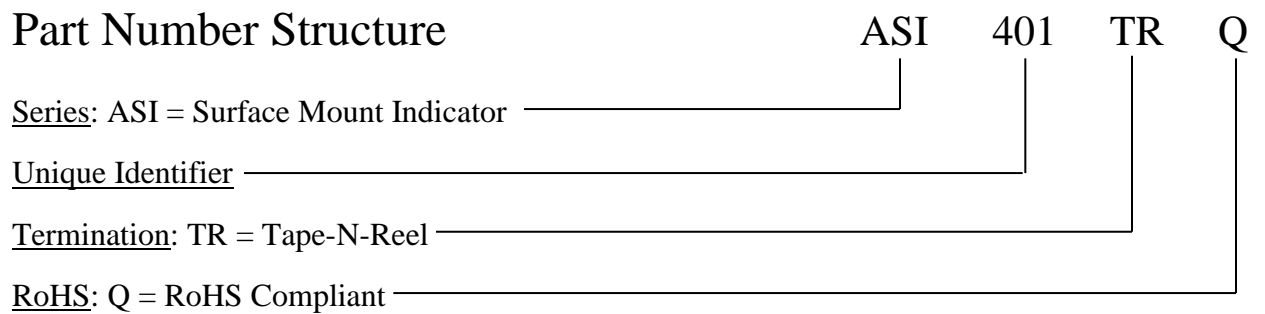 Part Number Structure ASI 401 TR Q
Series: ASI = Surface Mount Indicator
Unique Identifier
Termination: TR = Tape-N-Reel
RoHS: Q = RoHS Compliant